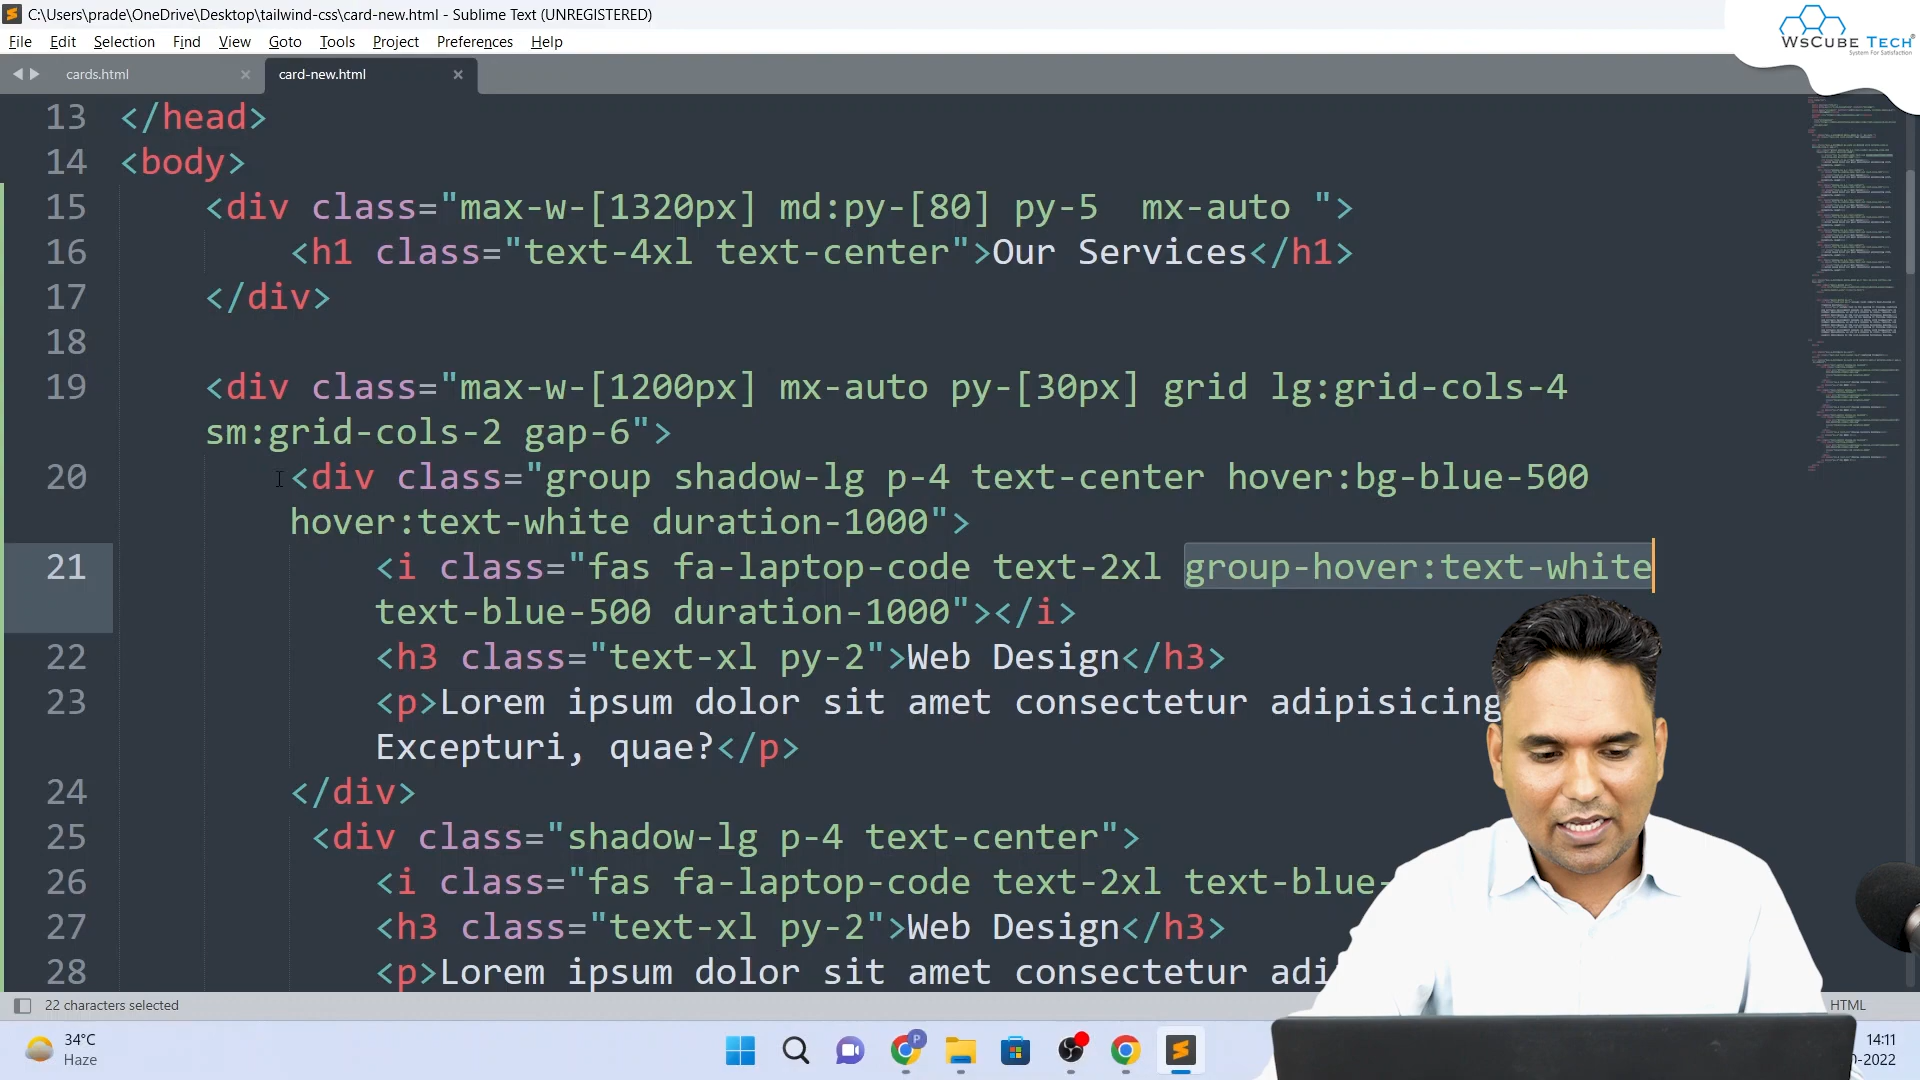 C:\Users\prade\OneDrive\Desktop\tailwind-css\card-new.html - Sublime Text (UNREGISTERED)
File Edit Selection Find View Goto Tools Project Preferences Help
WsCube Tech
System For Satisfaction
cards.html
card-new.html
13 </head>
14 <body>
15 <div class="max-w-[1320px] md:py-[80] py-5  mx-auto ">
16 <h1 class="text-4xl text-center">Our Services</h1>
17 </div>
18
19 <div class="max-w-[1200px] mx-auto py-[30px] grid lg:grid-cols-4
sm:grid-cols-2 gap-6">
20 <div class="group shadow-lg p-4 text-center hover:bg-blue-500
hover:text-white duration-1000">
21 <i class="fas fa-laptop-code text-2xl group-hover:text-white
text-blue-500 duration-1000"></i>
22 <h3 class="text-xl py-2">Web Design</h3>
23 <p>Lorem ipsum dolor sit amet consectetur adipisicing
Excepturi, quae?</p>
24 </div>
25 <div class="shadow-lg p-4 text-center">
26 <i class="fas fa-laptop-code text-2xl text-blue-
27 <h3 class="text-xl py-2">Web Design</h3>
28 <p>Lorem ipsum dolor sit amet consectetur adi
22 characters selected
HTML
34°C
Haze
P
14:11
-2022